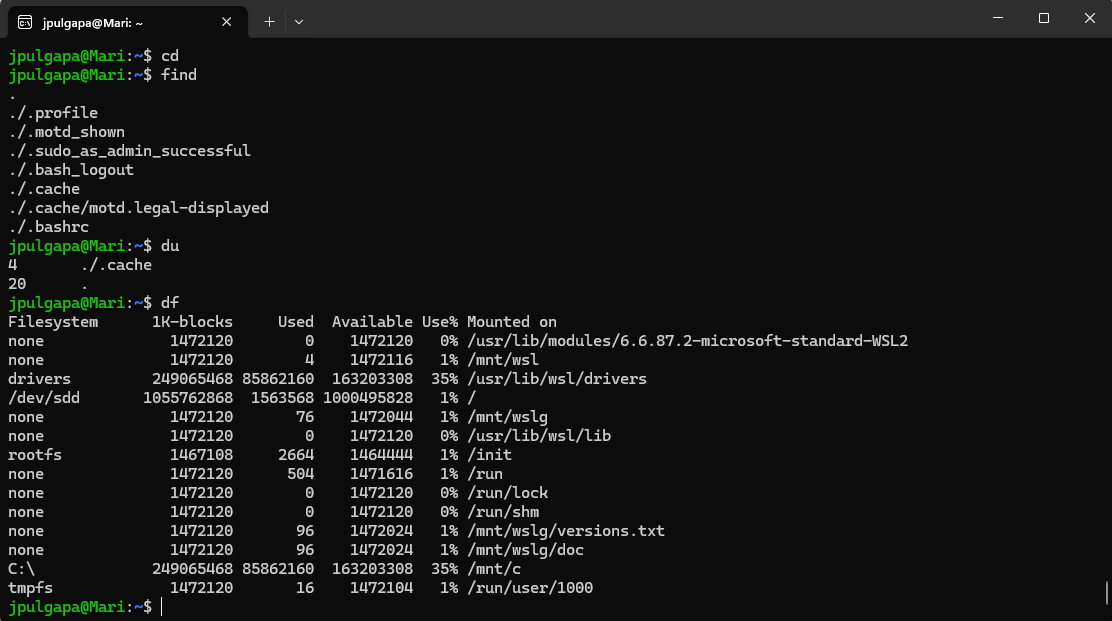 jpulgapa@Mari: ~
jpulgapa@Mari:~$ cd
jpulgapa@Mari:~$ find
.
./.profile
./.motd_shown
./.sudo_as_admin_successful
./.bash_logout
./.cache
./.cache/motd.legal-displayed
./.bashrc
jpulgapa@Mari:~$ du
4       ./.cache
20      .
jpulgapa@Mari:~$ df
Filesystem      1K-blocks     Used  Available Use% Mounted on
none              1472120        0    1472120   0% /usr/lib/modules/6.6.87.2-microsoft-standard-WSL2
none              1472120        4    1472116   1% /mnt/wsl
drivers         249065468 85862160  163203308  35% /usr/lib/wsl/drivers
/dev/sdd       1055762868  1563568 1000495828   1% /
none              1472120       76    1472044   1% /mnt/wslg
none              1472120        0    1472120   0% /usr/lib/wsl/lib
rootfs            1467108     2664    1464444   1% /init
none              1472120      504    1471616   1% /run
none              1472120        0    1472120   0% /run/lock
none              1472120        0    1472120   0% /run/shm
none              1472120       96    1472024   1% /mnt/wslg/versions.txt
none              1472120       96    1472024   1% /mnt/wslg/doc
C:\             249065468 85862160  163203308  35% /mnt/c
tmpfs             1472120       16    1472104   1% /run/user/1000
jpulgapa@Mari:~$